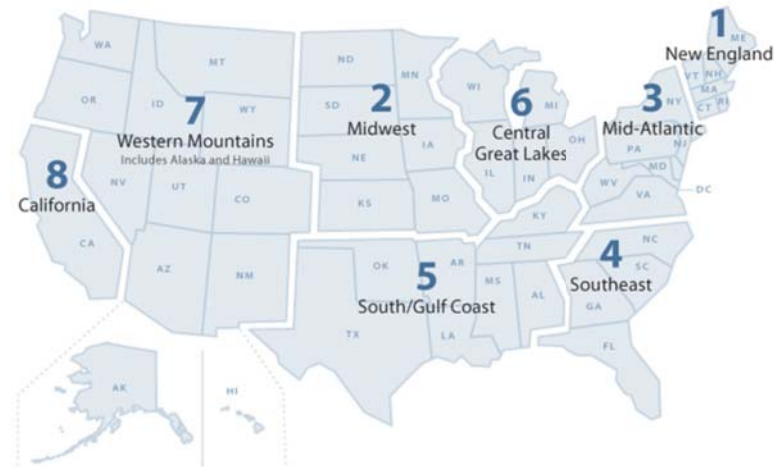 1
ME
New England
WA
MT
ND
MN
VT NH
MA
CT RI
OR
ID
7
WY
Western Mountains
Includes Alaska and Hawaii
SD
2
Midwest
WI
6
MI
Central
Great Lakes
3
NY
Mid-Atlantic
NE
IA
IL
IN
OH
PA
NJ
MD
DC
8
California
NV
UT
CO
KS
MO
WV
VA
KY
CA
AZ
NM
OK
5
AR
South/Gulf Coast
TN
NC
4
SC
Southeast
MS
AL
GA
TX
LA
FL
AK
HI